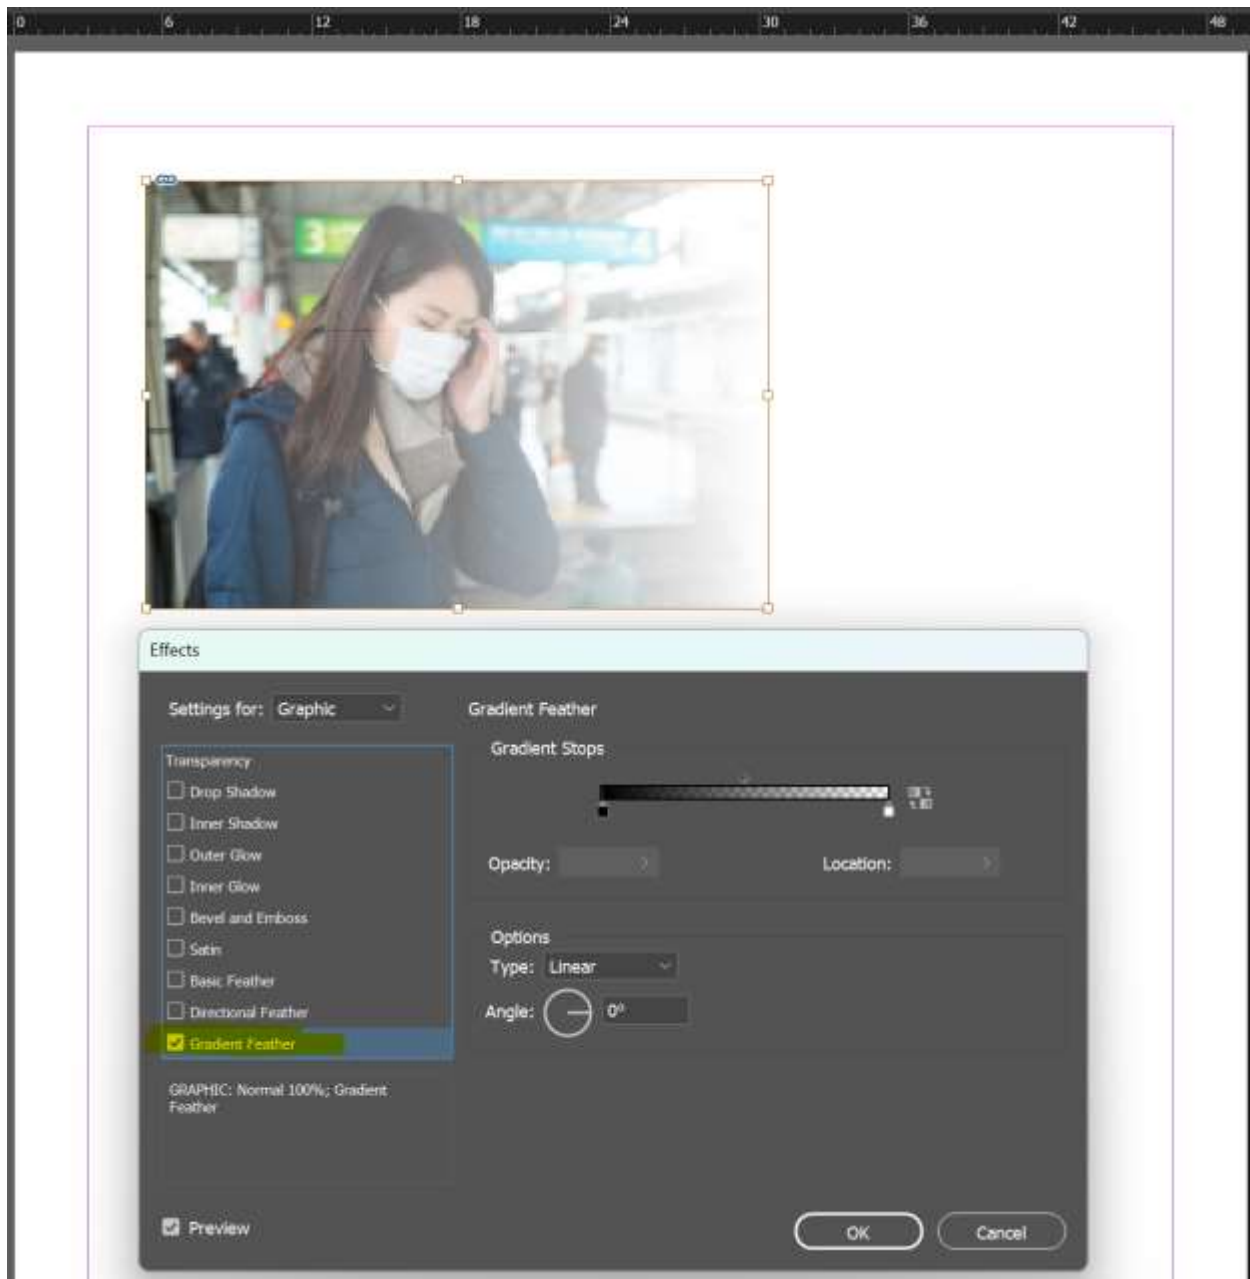 0 6 12 18 24 30 36 42 48
3 4
Effects
Settings for: Graphic
Gradient Feather
Transparency
Drop Shadow
Inner Shadow
Outer Glow
Inner Glow
Bevel and Emboss
Satin
Basic Feather
Directional Feather
Gradient Feather
GRAPHIC: Normal 100%; Gradient
Feather
Gradient Stops
Opacity:
Location:
Options
Type: Linear
Angle: 0°
Preview
OK
Cancel